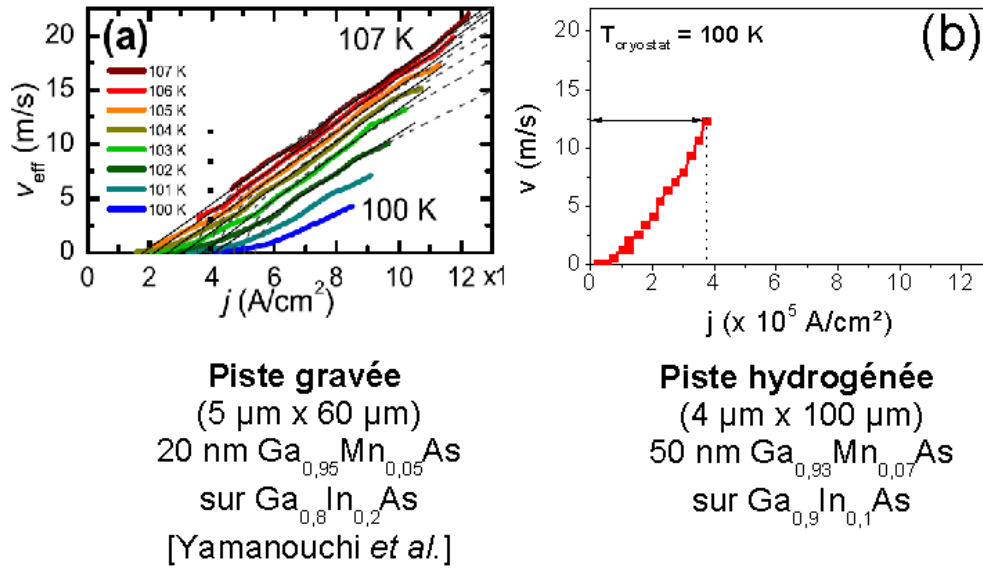 (a)
107 K
107 K
106 K
105 K
104 K
103 K
102 K
101 K
100 K
100 K
v_eff (m/s)
20
15
10
5
0
0 2 4 6 8 10 12 x1
j (A/cm²)
(b)
T_cryostat = 100 K
v (m/s)
20
15
10
5
0
0 2 4 6 8 10 12
j (x 10⁵ A/cm²)
Piste gravée
(5 µm x 60 µm)
20 nm Ga₀,₉₅Mn₀,₀₅As
sur Ga₀,₈In₀,₂As
[Yamanouchi et al.]
Piste hydrogénée
(4 µm x 100 µm)
50 nm Ga₀,₉₃Mn₀,₀₇As
sur Ga₀,₉In₀,₁As